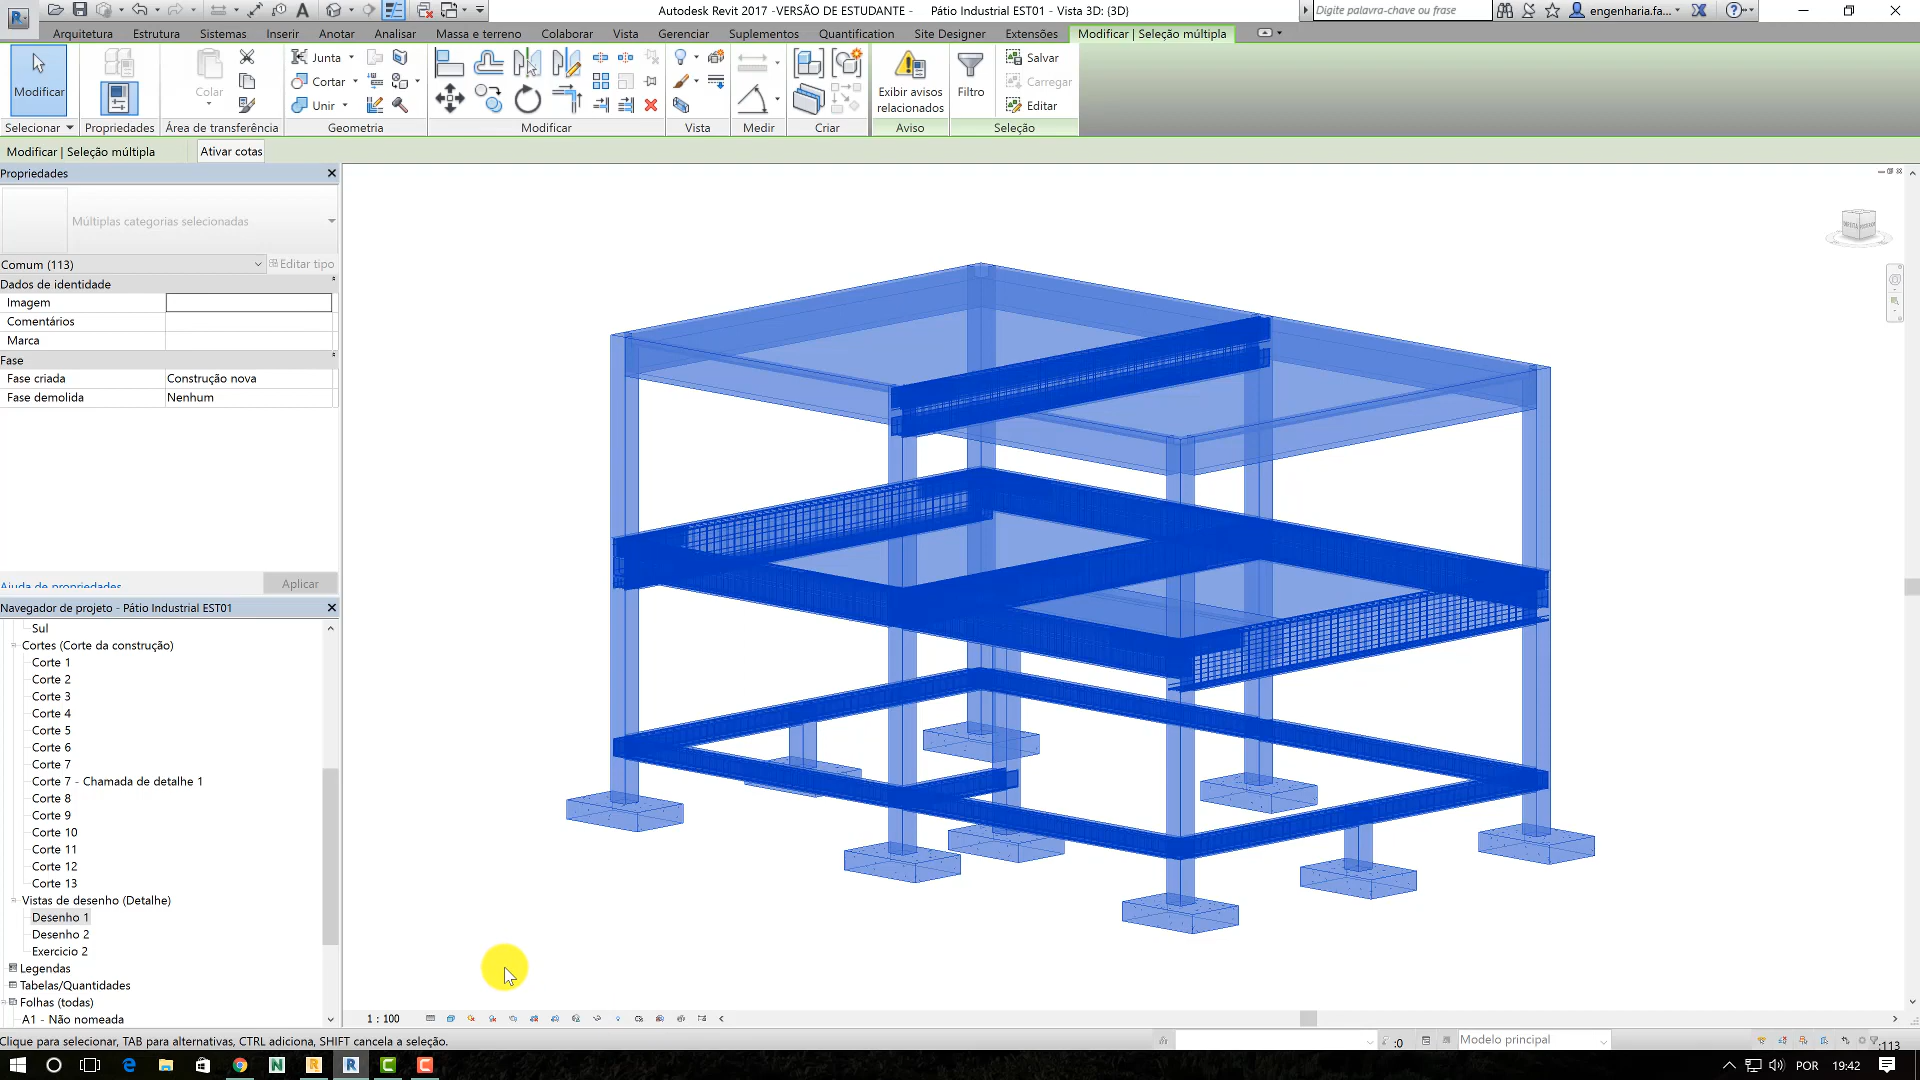 Autodesk Revit 2017 -VERSÃO DE ESTUDANTE - Pátio Industrial EST01 - Vista 3D: {3D}
Digite palavra-chave ou frase
engenharia.fa...
Arquitetura Estrutura Sistemas Inserir Anotar Analisar Massa e terreno Colaborar Vista Gerenciar Suplementos Quantification Site Designer Extensões Modificar | Seleção múltipla
Modificar
Colar
Junta
Cortar
Unir
Exibir avisos relacionados
Filtro
Salvar
Carregar
Editar
Selecionar Propriedades Área de transferência Geometria Modificar Vista Medir Criar Aviso Seleção
Modificar | Seleção múltipla Ativar cotas
Propriedades
Múltiplas categorias selecionadas
Comum (113) Editar tipo
Dados de identidade
Imagem
Comentários
Marca
Fase
Fase criada Construção nova
Fase demolida Nenhum
Ajuda de propriedades Aplicar
Navegador de projeto - Pátio Industrial EST01
Sul
Cortes (Corte da construção)
Corte 1
Corte 2
Corte 3
Corte 4
Corte 5
Corte 6
Corte 7
Corte 7 - Chamada de detalhe 1
Corte 8
Corte 9
Corte 10
Corte 11
Corte 12
Corte 13
Vistas de desenho (Detalhe)
Desenho 1
Desenho 2
Exercicio 2
Legendas
Tabelas/Quantidades
Folhas (todas)
A1 - Não nomeada
1 : 100
Clique para selecionar, TAB para alternativas, CTRL adiciona, SHIFT cancela a seleção.
:0
Modelo principal
:113
POR 19:42